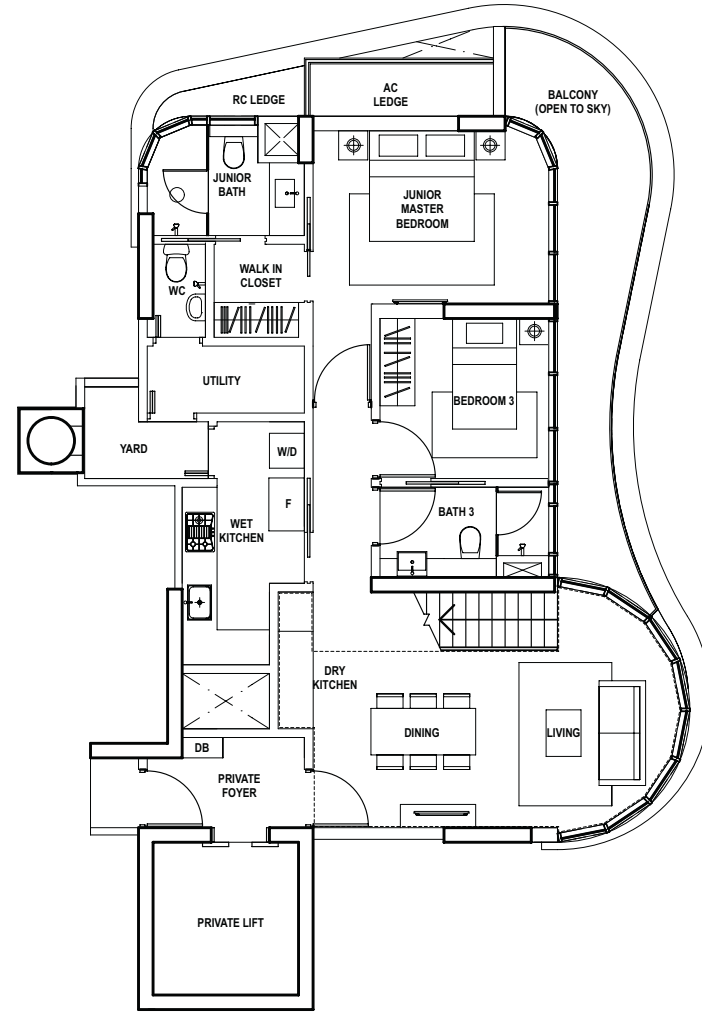 RC LEDGE
AC
LEDGE
BALCONY
(OPEN TO SKY)
JUNIOR
BATH
JUNIOR
MASTER
BEDROOM
WALK IN
CLOSET
WC
UTILITY
BEDROOM 3
YARD
W/D
F
WET
KITCHEN
BATH 3
DRY
KITCHEN
DINING
LIVING
DB
PRIVATE
FOYER
PRIVATE LIFT